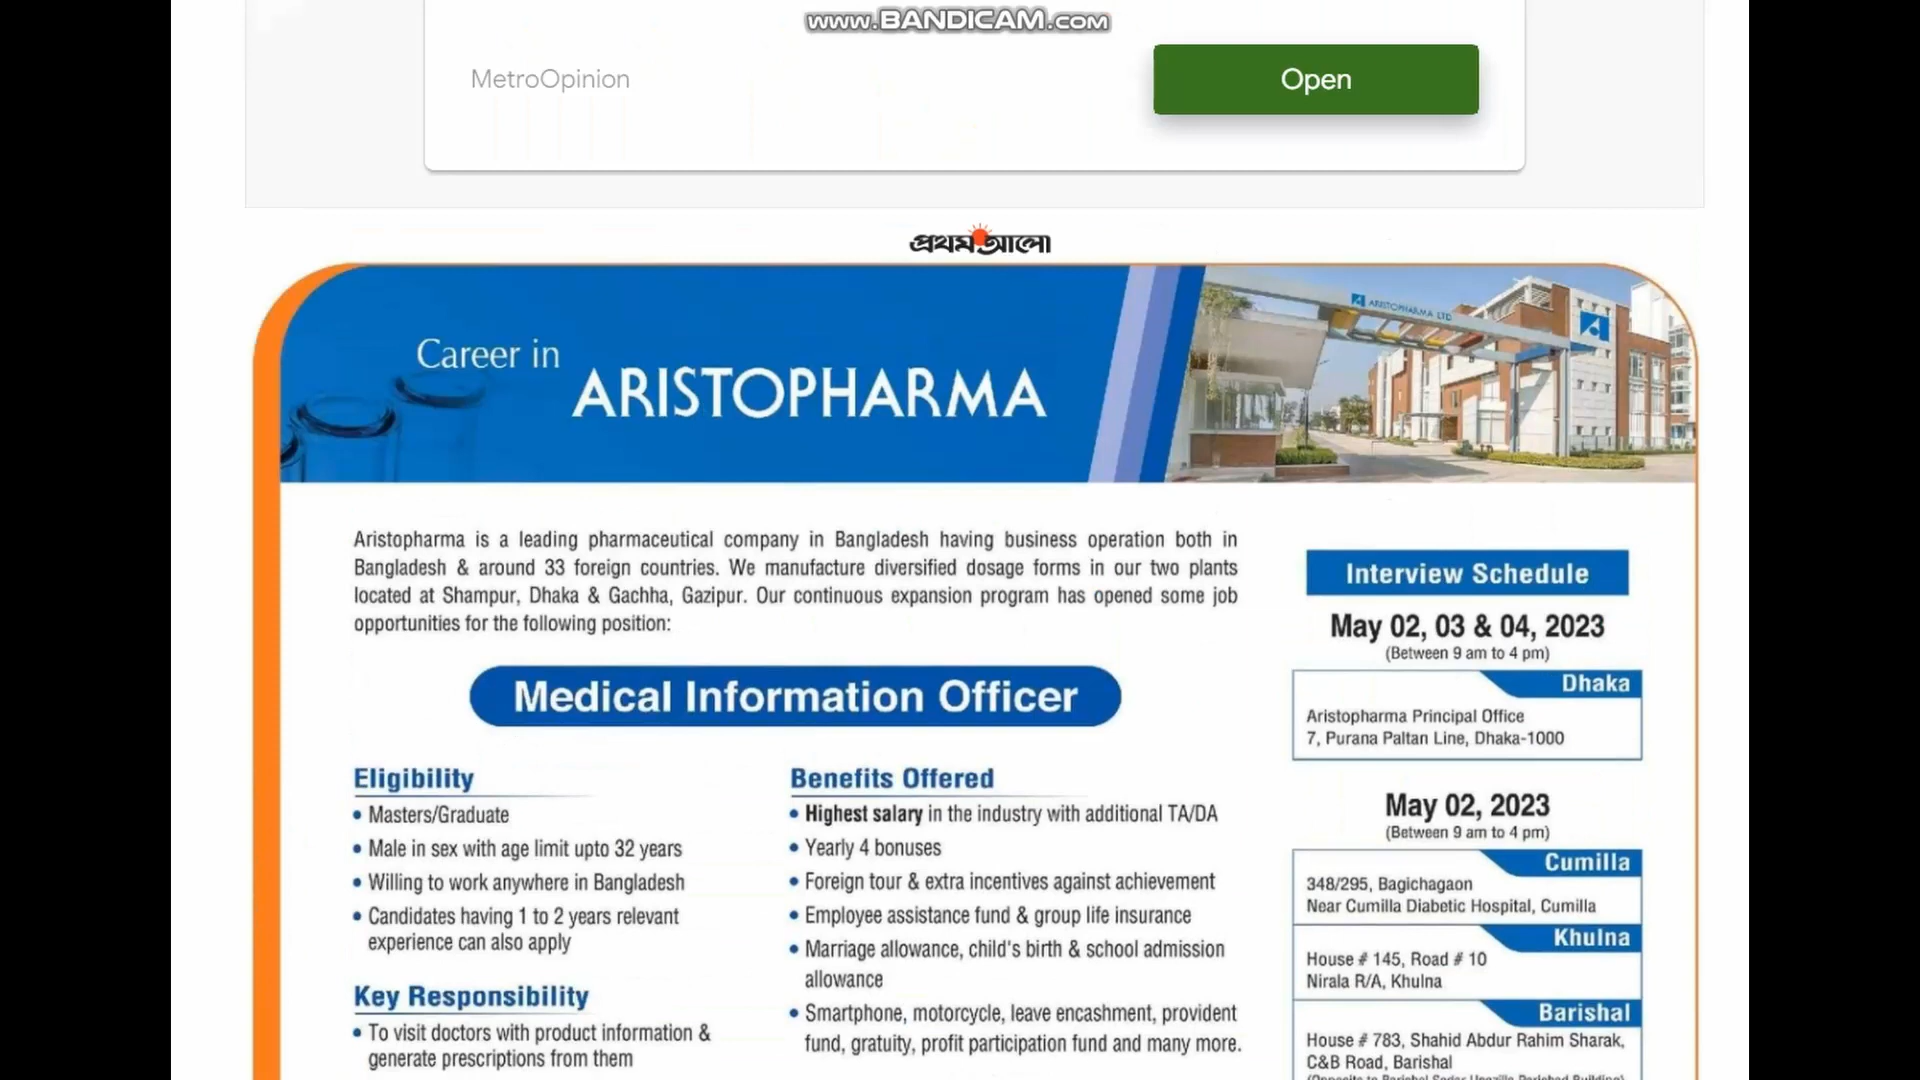 www.BANDICAM.com
MetroOpinion
Open
প্রথম আলো
Career in
ARISTOPHARMA
ARISTOPHARMA LTD
Aristopharma is a leading pharmaceutical company in Bangladesh having business operation both in
Bangladesh & around 33 foreign countries. We manufacture diversified dosage forms in our two plants
located at Shampur, Dhaka & Gachha, Gazipur. Our continuous expansion program has opened some job
opportunities for the following position:
Medical Information Officer
Eligibility
• Masters/Graduate
• Male in sex with age limit upto 32 years
• Willing to work anywhere in Bangladesh
• Candidates having 1 to 2 years relevant
experience can also apply
Key Responsibility
• To visit doctors with product information &
generate prescriptions from them
Benefits Offered
• Highest salary in the industry with additional TA/DA
• Yearly 4 bonuses
• Foreign tour & extra incentives against achievement
• Employee assistance fund & group life insurance
• Marriage allowance, child's birth & school admission
allowance
• Smartphone, motorcycle, leave encashment, provident
fund, gratuity, profit participation fund and many more.
Interview Schedule
May 02, 03 & 04, 2023
(Between 9 am to 4 pm)
Dhaka
Aristopharma Principal Office
7, Purana Paltan Line, Dhaka-1000
May 02, 2023
(Between 9 am to 4 pm)
Cumilla
348/295, Bagichagaon
Near Cumilla Diabetic Hospital, Cumilla
Khulna
House # 145, Road # 10
Nirala R/A, Khulna
Barishal
House # 783, Shahid Abdur Rahim Sharak,
C&B Road, Barishal